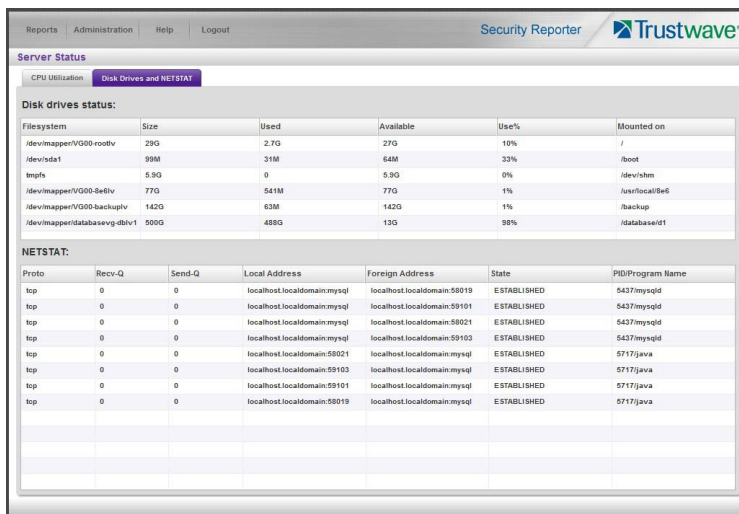 Reports Administration Help Logout Security Reporter Trustwave
Server Status
CPU Utilization Disk Drives and NETSTAT
Disk drives status:
Filesystem Size Used Available Use% Mounted on
/dev/mapper/VG00-rootlv 29G 2.7G 27G 10% /
/dev/sda1 99M 31M 64M 33% /boot
tmpfs 5.9G 0 5.9G 0% /dev/shm
/dev/mapper/VG00-8e6lv 77G 541M 77G 1% /usr/local/8e6
/dev/mapper/VG00-backuplv 142G 63M 142G 1% /backup
/dev/mapper/databasevg-dblv1 500G 488G 13G 98% /database/d1
NETSTAT:
Proto Recv-Q Send-Q Local Address Foreign Address State PID/Program Name
tcp 0 0 localhost.localdomain:mysql localhost.localdomain:58019 ESTABLISHED 5437/mysqld
tcp 0 0 localhost.localdomain:mysql localhost.localdomain:59101 ESTABLISHED 5437/mysqld
tcp 0 0 localhost.localdomain:mysql localhost.localdomain:58021 ESTABLISHED 5437/mysqld
tcp 0 0 localhost.localdomain:mysql localhost.localdomain:59103 ESTABLISHED 5437/mysqld
tcp 0 0 localhost.localdomain:58021 localhost.localdomain:mysql ESTABLISHED 5717/java
tcp 0 0 localhost.localdomain:59103 localhost.localdomain:mysql ESTABLISHED 5717/java
tcp 0 0 localhost.localdomain:59101 localhost.localdomain:mysql ESTABLISHED 5717/java
tcp 0 0 localhost.localdomain:58019 localhost.localdomain:mysql ESTABLISHED 5717/java